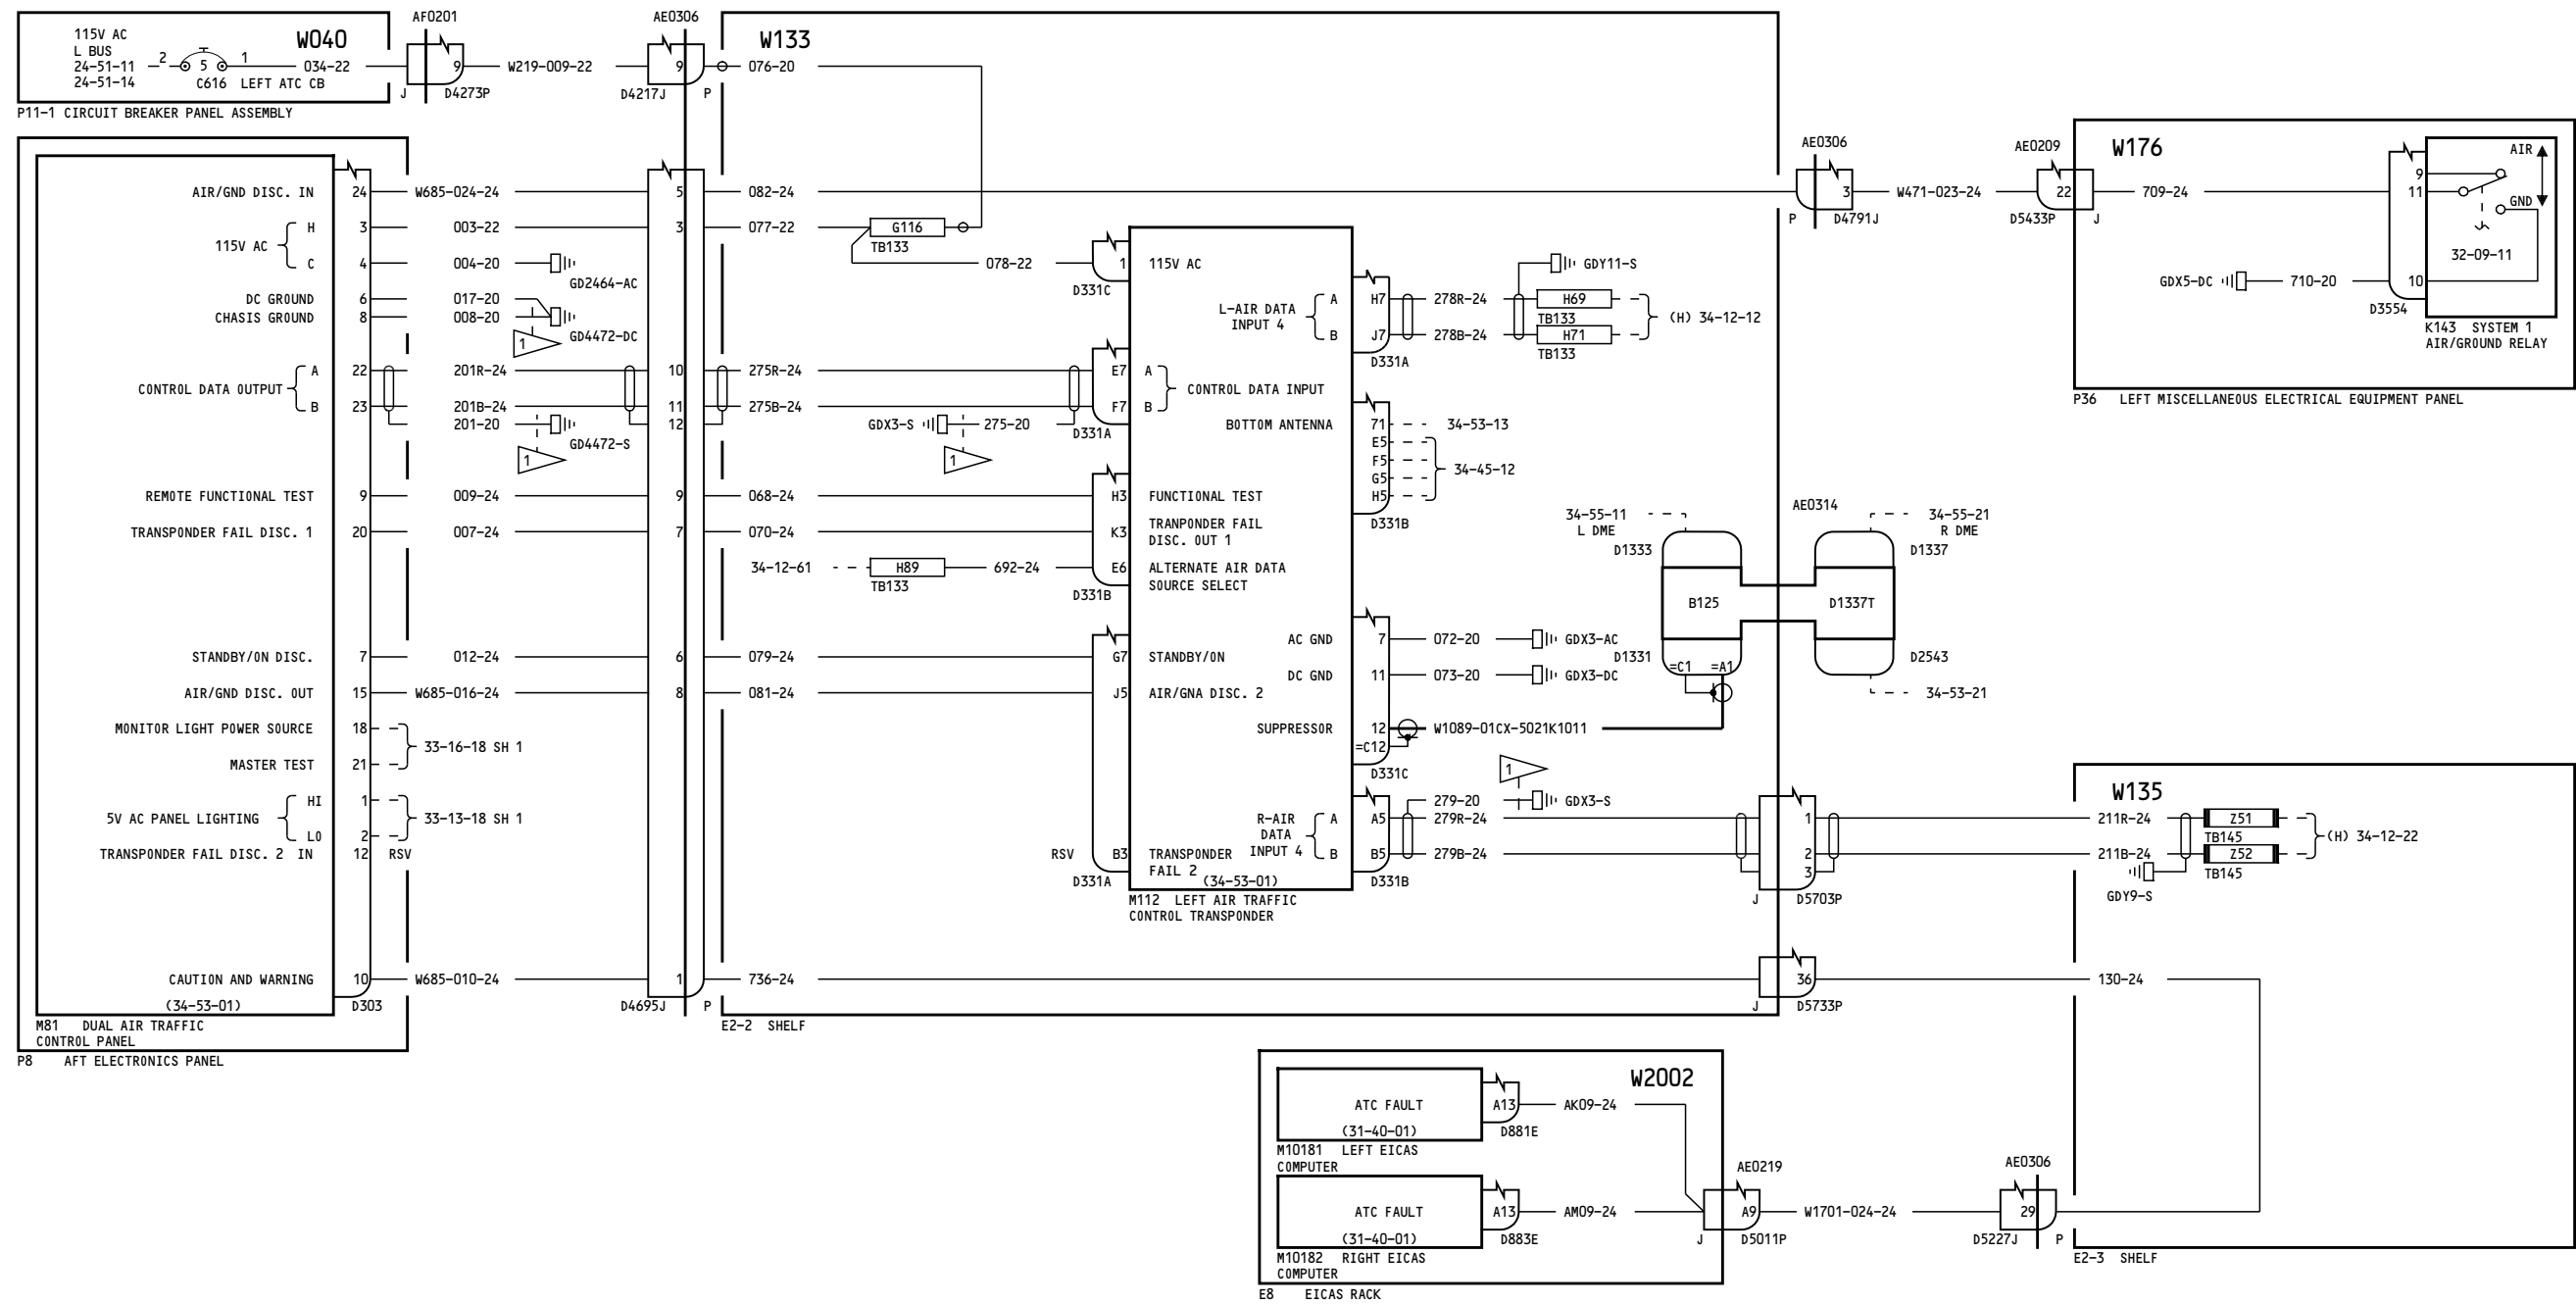 115V AC
L BUS
24-51-11
24-51-14
2
5
1
C616 LEFT ATC CB
W040
034-22
P11-1 CIRCUIT BREAKER PANEL ASSEMBLY
AF0201
9
J
D4273P
W219-009-22
AE0306
9
D4217J
P
W133
076-20
AIR/GND DISC. IN
24
W685-024-24
5
082-24
115V AC
H
3
003-22
3
077-22
G116
TB133
C
4
004-20
GD2464-AC
078-22
DC GROUND
6
017-20
CHASIS GROUND
8
008-20
1
GD4472-DC
CONTROL DATA OUTPUT
A
22
201R-24
10
275R-24
B
23
201B-24
11
275B-24
201-20
12
GD4472-S
1
GDX3-S
275-20
1
REMOTE FUNCTIONAL TEST
9
009-24
9
068-24
TRANSPONDER FAIL DISC. 1
20
007-24
7
070-24
34-12-61
H89
TB133
692-24
STANDBY/ON DISC.
7
012-24
6
079-24
AIR/GND DISC. OUT
15
W685-016-24
8
081-24
MONITOR LIGHT POWER SOURCE
18
33-16-18 SH 1
MASTER TEST
21
5V AC PANEL LIGHTING
HI
1
33-13-18 SH 1
LO
2
TRANSPONDER FAIL DISC. 2 IN
12
RSV
CAUTION AND WARNING
10
W685-010-24
1
736-24
(34-53-01)
D303
D4695J
P
M81 DUAL AIR TRAFFIC
CONTROL PANEL
P8 AFT ELECTRONICS PANEL
E2-2 SHELF
1
115V AC
D331C
E7
A
CONTROL DATA INPUT
F7
B
D331A
H3
FUNCTIONAL TEST
K3
TRANPONDER FAIL
DISC. OUT 1
E6
ALTERNATE AIR DATA
SOURCE SELECT
D331B
G7
STANDBY/ON
J5
AIR/GNA DISC. 2
RSV
B3
TRANSPONDER
FAIL 2
D331A
(34-53-01)
M112 LEFT AIR TRAFFIC
CONTROL TRANSPONDER
L-AIR DATA
INPUT 4
A
H7
278R-24
B
J7
278B-24
D331A
GDY11-S
H69
TB133
H71
TB133
(H) 34-12-12
BOTTOM ANTENNA
71
34-53-13
E5
F5
G5
H5
34-45-12
D331B
AC GND
7
072-20
GDX3-AC
DC GND
11
073-20
GDX3-DC
SUPPRESSOR
12
W1089-01CX-5021K1011
=C12
D331C
1
279-20
GDX3-S
R-AIR
DATA
INPUT 4
A
A5
279R-24
B
B5
279B-24
D331B
34-55-11
L DME
D1333
B125
D1331
=C1
=A1
AE0314
34-55-21
R DME
D1337
D1337T
D2543
34-53-21
AE0306
3
P
D4791J
W471-023-24
AE0209
22
D5433P
J
W176
709-24
9
11
10
AIR
GND
32-09-11
GDX5-DC
710-20
D3554
K143 SYSTEM 1
AIR/GROUND RELAY
P36 LEFT MISCELLANEOUS ELECTRICAL EQUIPMENT PANEL
1
2
3
J
D5703P
36
J
D5733P
W135
211R-24
Z51
TB145
211B-24
Z52
TB145
(H) 34-12-22
GDY9-S
130-24
E2-3 SHELF
W2002
ATC FAULT
A13
AK09-24
(31-40-01)
D881E
M10181 LEFT EICAS
COMPUTER
ATC FAULT
A13
AM09-24
(31-40-01)
D883E
M10182 RIGHT EICAS
COMPUTER
E8 EICAS RACK
AE0219
A9
J
D5011P
W1701-024-24
AE0306
29
D5227J
P